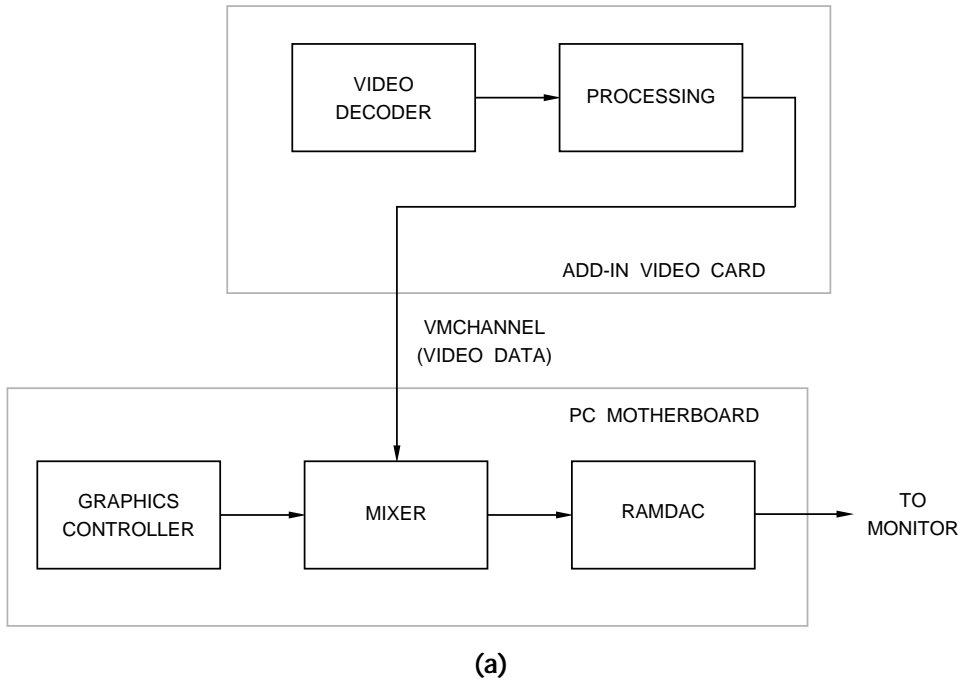 VIDEO
DECODER
PROCESSING
ADD-IN VIDEO CARD
VMCHANNEL
(VIDEO DATA)
PC MOTHERBOARD
GRAPHICS
CONTROLLER
MIXER
RAMDAC
TO
MONITOR
(a)